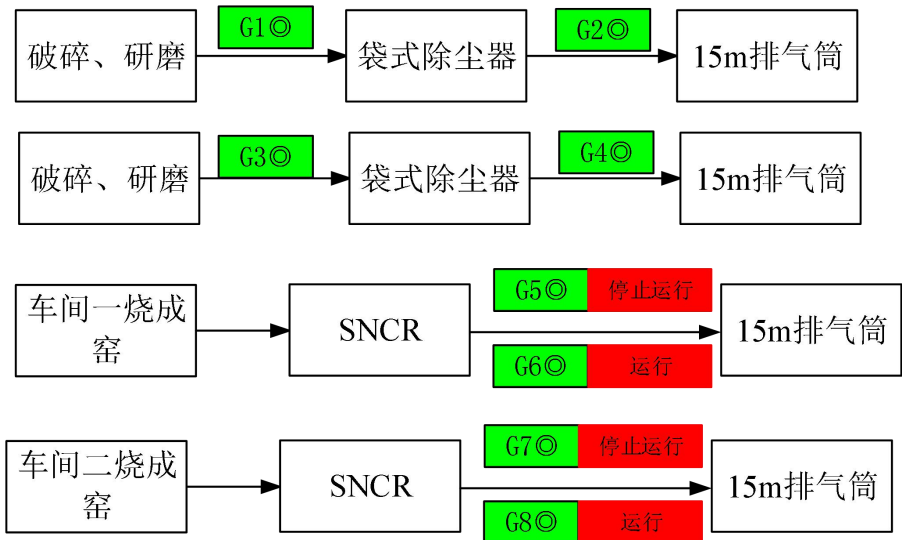 G1◎
G2◎
破碎、研磨
袋式除尘器
15m排气筒
G3◎
G4◎
破碎、研磨
袋式除尘器
15m排气筒
G5◎ 停止运行
车间一烧成
窑
SNCR
15m排气筒
G6◎ 运行
G7◎ 停止运行
车间二烧成
窑
SNCR
15m排气筒
G8◎ 运行